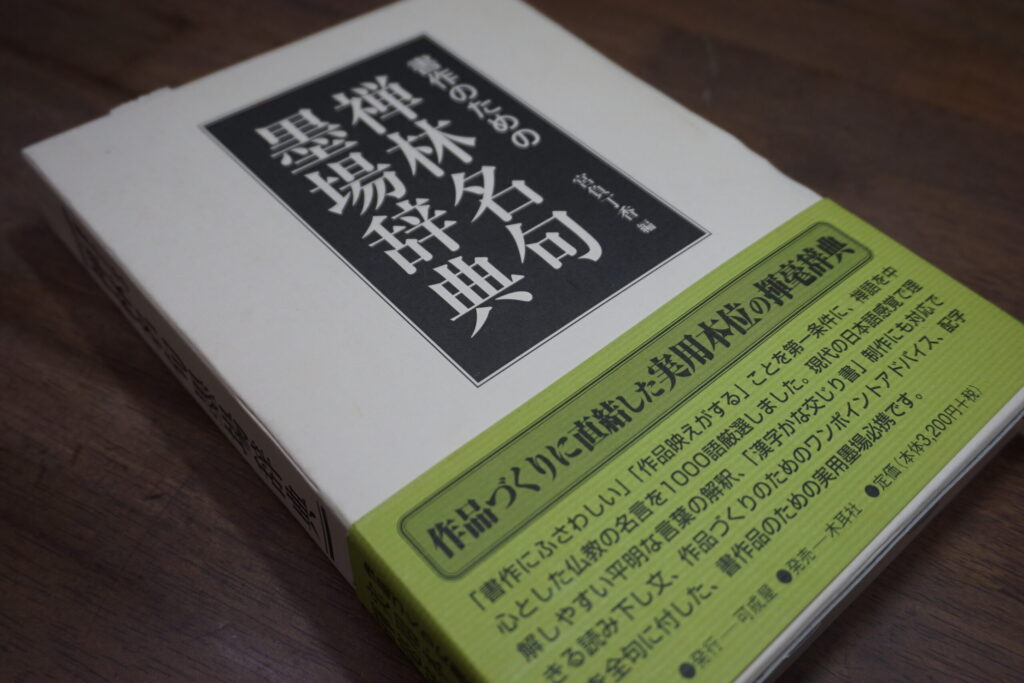 書作のための
禅林名句
墨場辞典
宮負丁香 編
作品づくりに直結した実用本位の揮毫辞典
「書作にふさわしい」「作品映えがする」ことを第一条件に、禅語を中
心とした仏教の名言を1000語厳選しました。現代の日本語感覚で理
解しやすい平明な言葉の解釈、「漢字かな交じり書」制作にも対応で
きる読み下し文、作品づくりのためのワンポイントアドバイス、配字
を全句に付した、書作品のための実用墨場必携です。
●発行─可成屋 ●発売─木耳社 ●定価(本体3,200円+税)